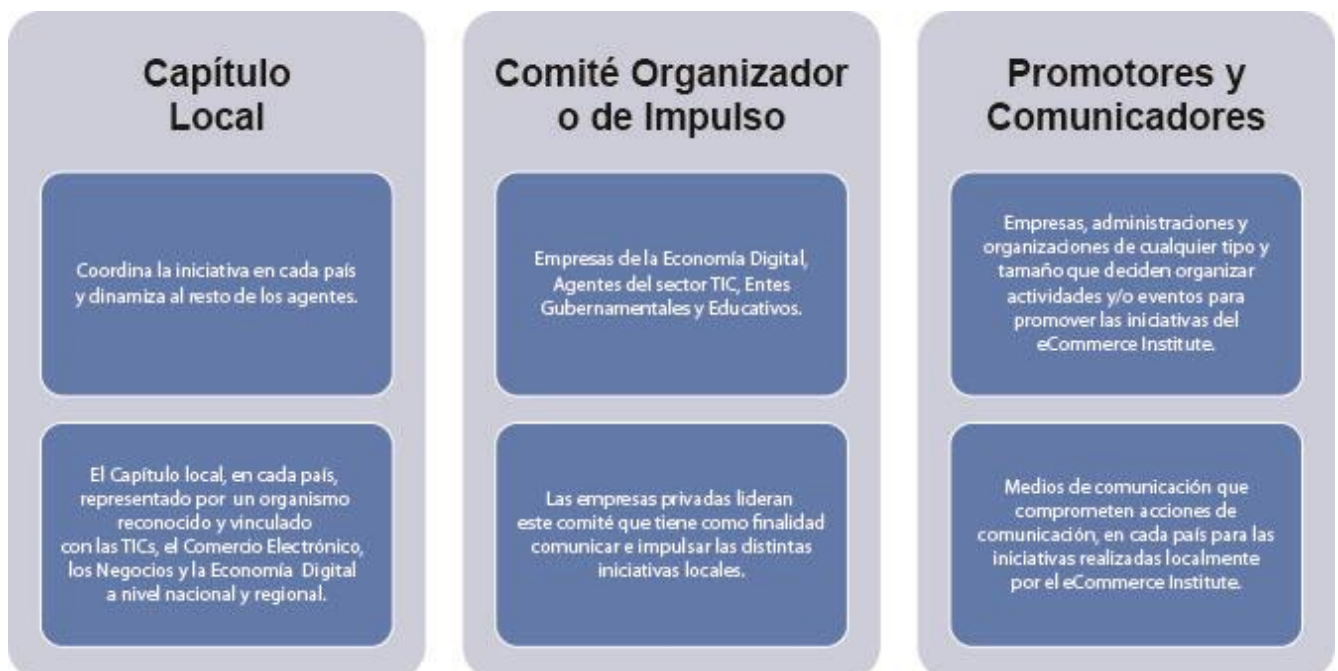 Capítulo
Local
Coordina la iniciativa en cada país
y dinamiza al resto de los agentes.
El Capítulo local, en cada país,
representado por un organismo
reconocido y vinculado
con las TICs, el Comercio Electrónico,
los Negocios y la Economía Digital
a nivel nacional y regional.
Comité Organizador
o de Impulso
Empresas de la Economía Digital,
Agentes del sector TIC, Entes
Gubernamentales y Educativos.
Las empresas privadas lideran
este comité que tiene como finalidad
comunicar e impulsar las distintas
iniciativas locales.
Promotores y
Comunicadores
Empresas, administraciones y
organizaciones de cualquier tipo y
tamaño que deciden organizar
actividades y/o eventos para
promover las iniciativas del
eCommerce Institute.
Medios de comunicación que
comprometen acciones de
comunicación, en cada país para las
iniciativas realizadas localmente
por el eCommerce Institute.